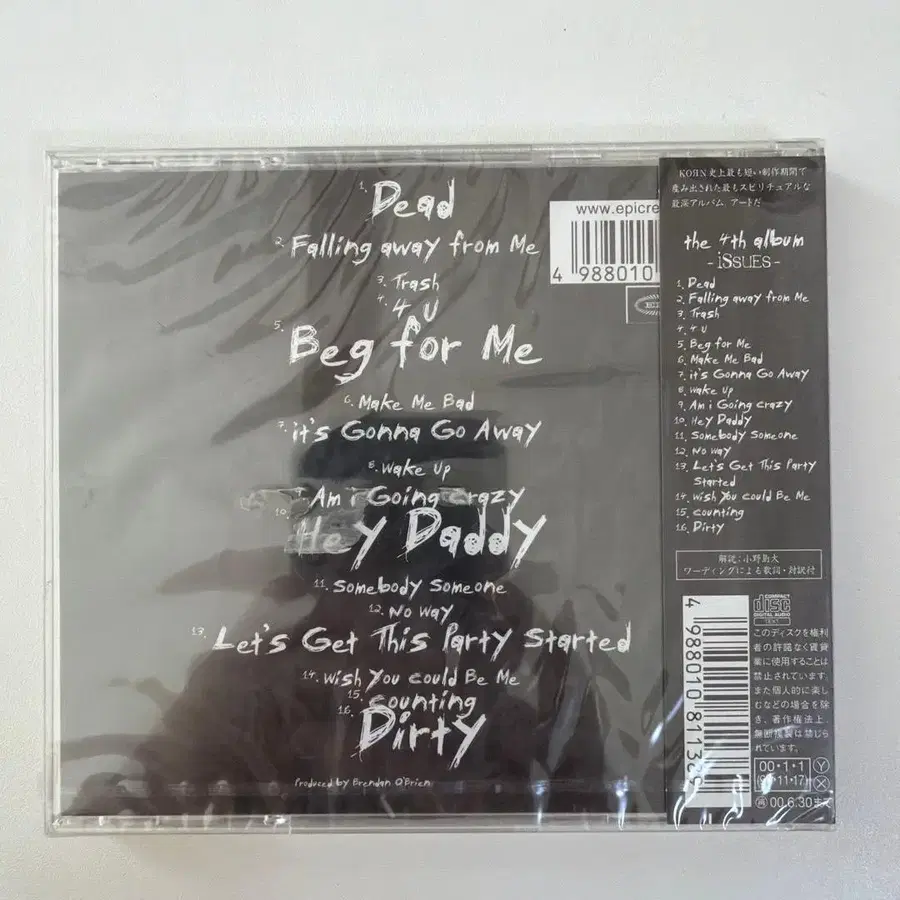 1. Dead
2. Falling away from Me
3. Trash
4. 4 U
5. Beg for Me
6. Make Me Bad
7. it's Gonna Go Away
8. Wake Up
9. Am i Going crazy
10. Hey Daddy
11. Somebody Someone
12. No Way
13. Let's Get This Party Started
14. Wish You could Be Me
15. counting
16. Dirty
Produced by Brendan O'Brien
www.epicre
4 988010
KOЯN史上最も短い制作期間で
産み出された最もスピリチュアルな
最深アルバム、アートだ
the 4th album
-iSSUES-
1. Dead
2. Falling away from Me
3. Trash
4. 4 U
5. Beg for Me
6. Make Me Bad
7. it's Gonna Go Away
8. Wake Up
9. Am i Going crazy
10. Hey Daddy
11. Somebody Someone
12. No Way
13. Let's Get This Party
Started
14. Wish You could Be Me
15. counting
16. Dirty
解説:小野島大
ワーディングによる歌詞・対訳付
COMPACT
disc
DIGITAL AUDIO
TEXT
4 988010 8113
このディスクを権利
者の許諾なく賃貸
業に使用することは
禁止されています。
また個人的に楽し
むなどの場合を除
き、著作権法上、
無断複製は禁じら
れています。
00・1・1 Y
11・17 X
00.6.30まで